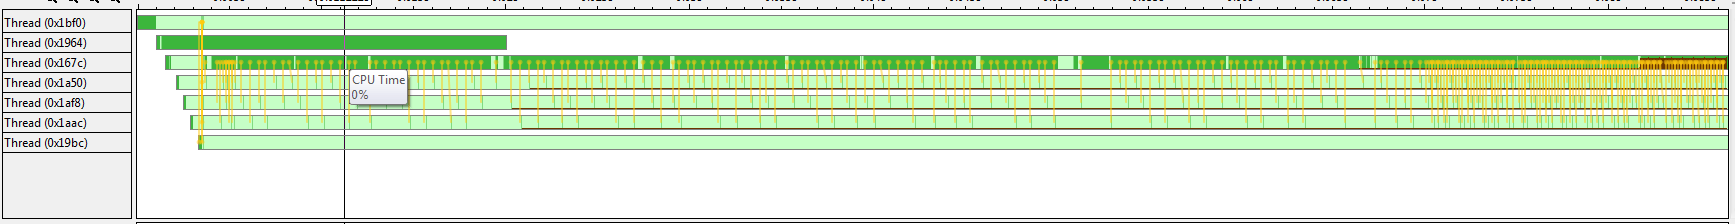 Thread (0x1bf0)
Thread (0x1964)
Thread (0x167c)
Thread (0x1a50)
Thread (0x1af8)
Thread (0x1aac)
Thread (0x19bc)
CPU Time
0%